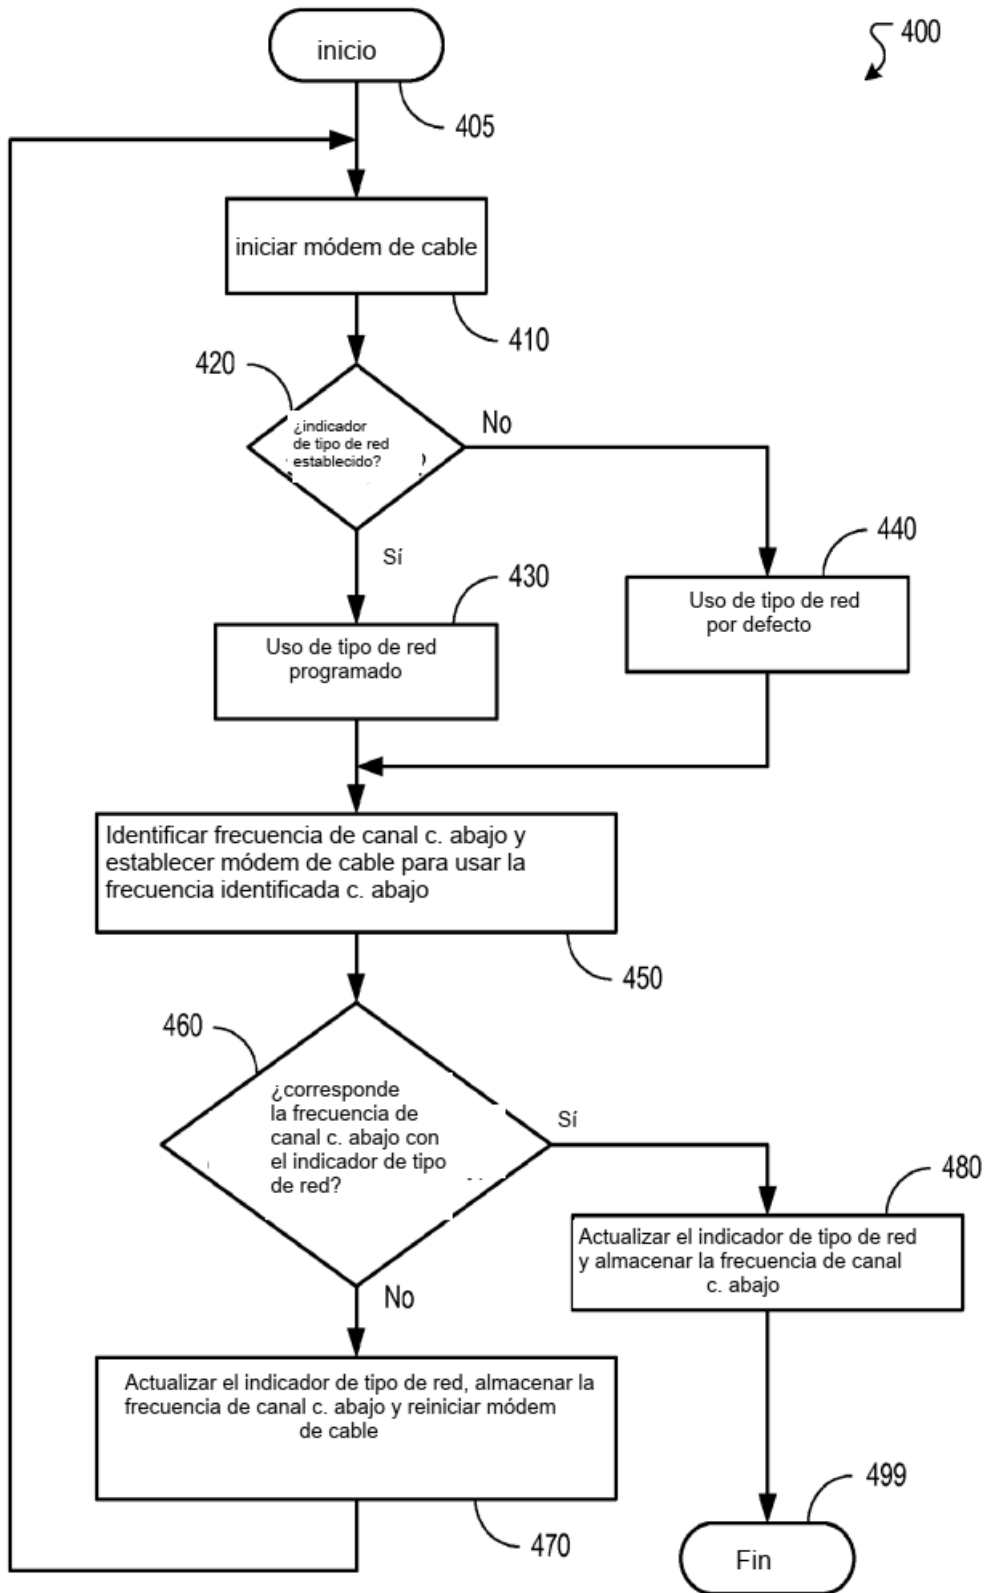 inicio
400
405
iniciar módem de cable
410
420
¿indicador
de tipo de red
establecido?
No
Sí
430
440
Uso de tipo de red
programado
Uso de tipo de red
por defecto
Identificar frecuencia de canal c. abajo y
establecer módem de cable para usar la
frecuencia identificada c. abajo
450
460
¿corresponde
la frecuencia de
canal c. abajo con
el indicador de tipo
de red?
Sí
No
480
Actualizar el indicador de tipo de red
y almacenar la frecuencia de canal
c. abajo
Actualizar el indicador de tipo de red, almacenar la
frecuencia de canal c. abajo y reiniciar módem
de cable
470
499
Fin